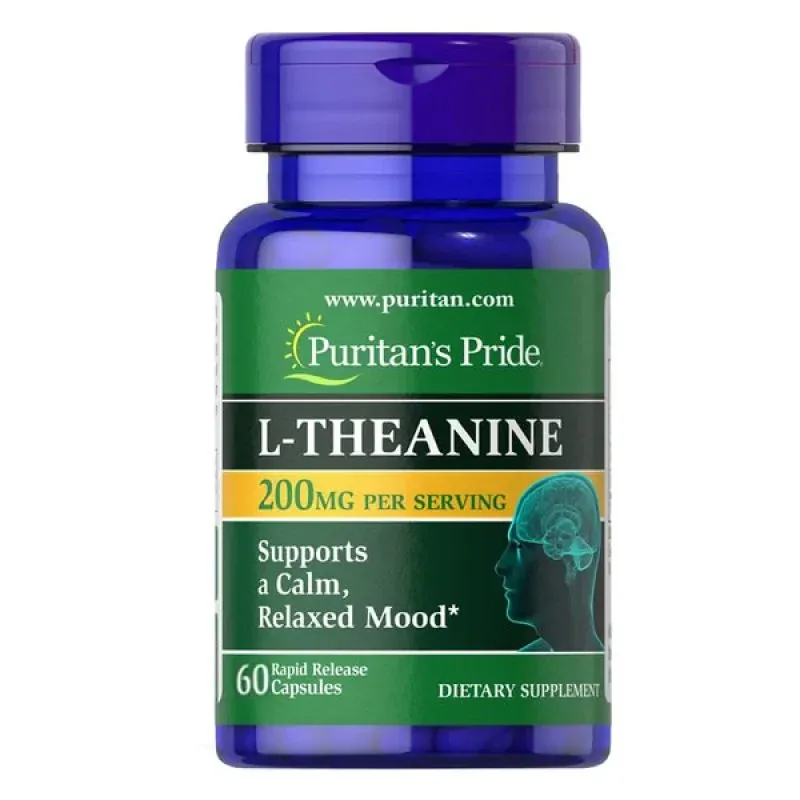 www.puritan.com
Puritan's Pride
L-THEANINE
200MG PER SERVING
Supports
a Calm,
Relaxed Mood*
60 Rapid Release
Capsules
DIETARY SUPPLEMENT